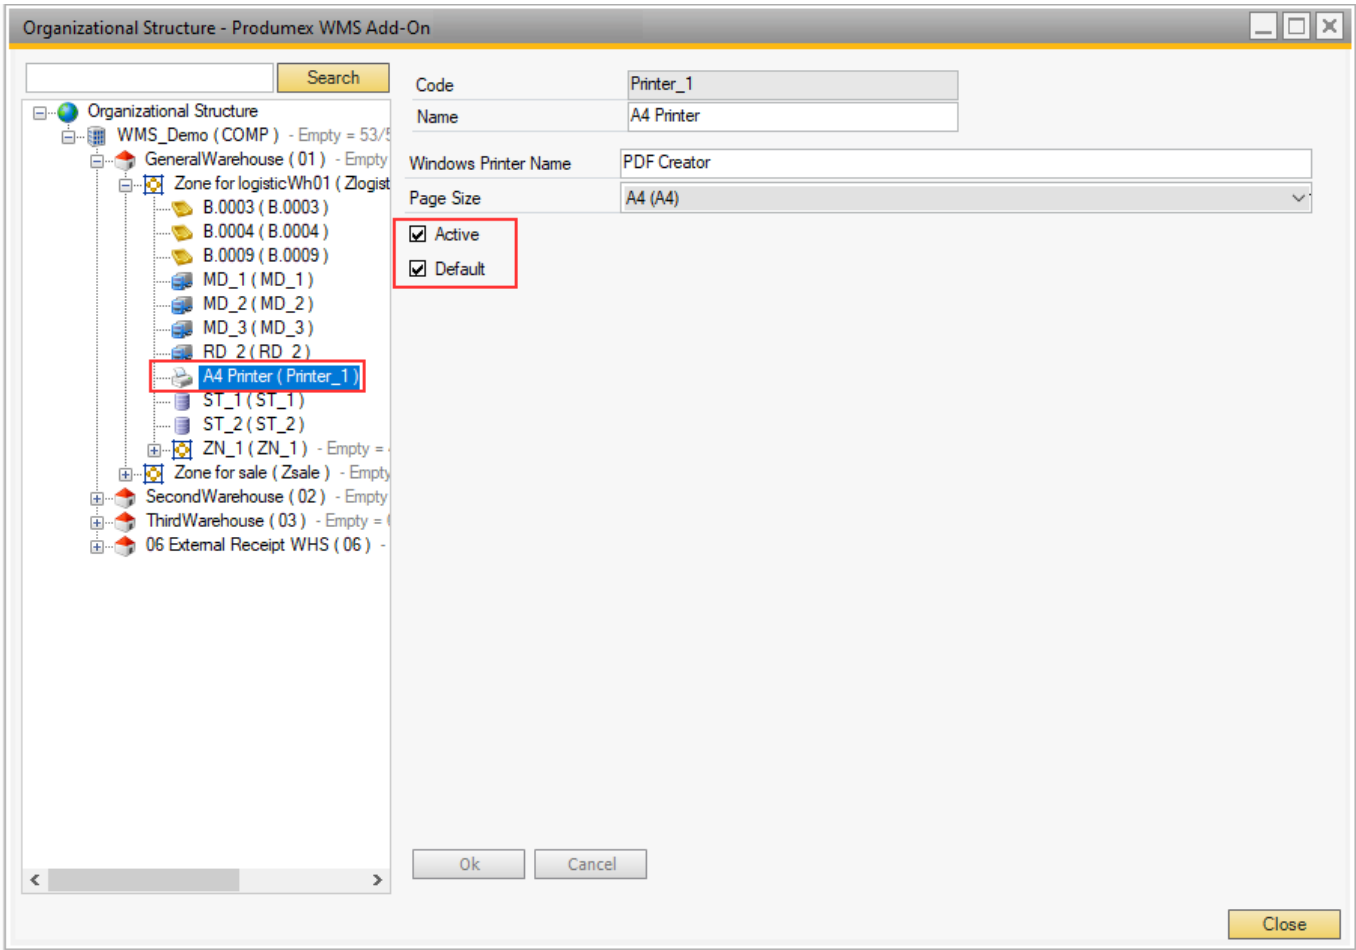 Organizational Structure - Produmex WMS Add-On
Search
Organizational Structure
WMS_Demo ( COMP ) - Empty = 53/5
GeneralWarehouse ( 01 ) - Empty
Zone for logisticWh01 ( Zlogist
B.0003 ( B.0003 )
B.0004 ( B.0004 )
B.0009 ( B.0009 )
MD_1 ( MD_1 )
MD_2 ( MD_2 )
MD_3 ( MD_3 )
RD_2 ( RD_2 )
A4 Printer ( Printer_1 )
ST_1 ( ST_1 )
ST_2 ( ST_2 )
ZN_1 ( ZN_1 ) - Empty =
Zone for sale ( Zsale ) - Empty
SecondWarehouse ( 02 ) - Empty
ThirdWarehouse ( 03 ) - Empty =
06 External Receipt WHS ( 06 ) -
Code Printer_1
Name A4 Printer
Windows Printer Name PDF Creator
Page Size A4 (A4)
Active
Default
Ok Cancel
Close